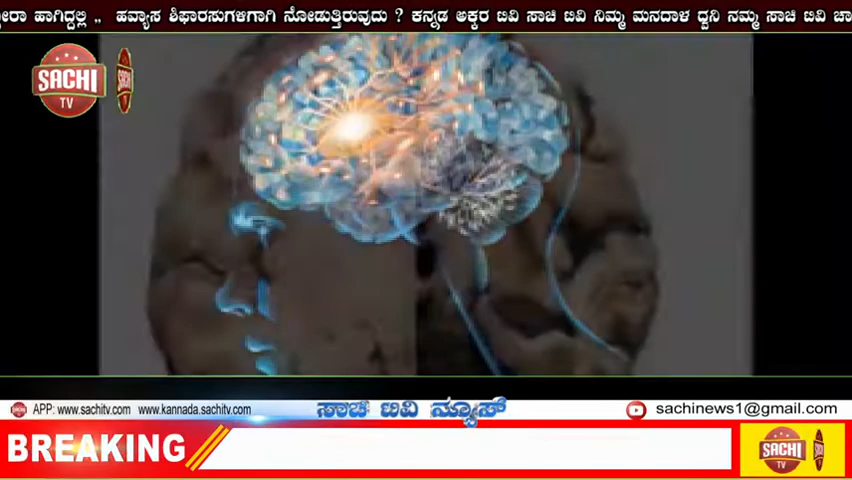 ಹಾಗಿದ್ದಲ್ಲಿ .. ಹವ್ಯಾಸ ಶಿಫಾರಸುಗಳಿಗಾಗಿ ನೋಡುತ್ತಿರುವುದು ? ಕನ್ನಡ ಅಕ್ಕರ ಟಿವಿ ಸಾಚಿ ಟಿವಿ ನಿಮ್ಮ ಮನದಾಳ ಧ್ವನಿ ನಮ್ಮ ಸಾಚಿ ಟಿವಿ
SACHI
TV
APP: www.sachitv.com www.kannada.sachitv.com ಸಾಚಿ ಟಿವಿ ನ್ಯೂಸ್ sachinews1@gmail.com
BREAKING
SACHI
TV